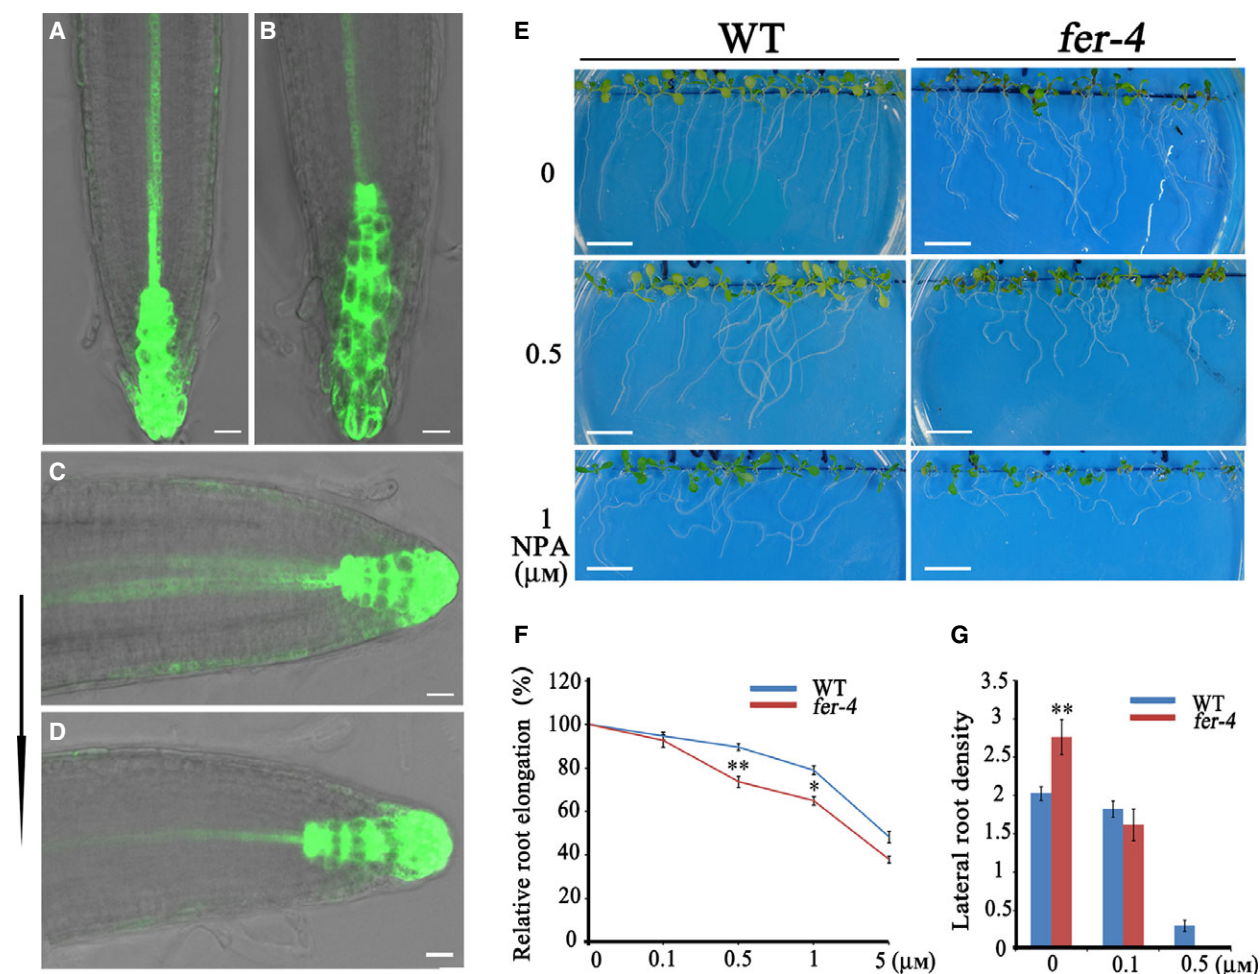 A
B
C
D
E
WT
fer-4
0
0.5
1
NPA
(μM)
F
Relative root elongation (%)
120
100
80
60
40
20
0
WT
fer-4
**
*
0 0.1 0.5 1 5 (μM)
G
Lateral root density
3.5
3
2.5
2
1.5
1
0.5
0
WT
fer-4
**
0 0.1 0.5 (μM)